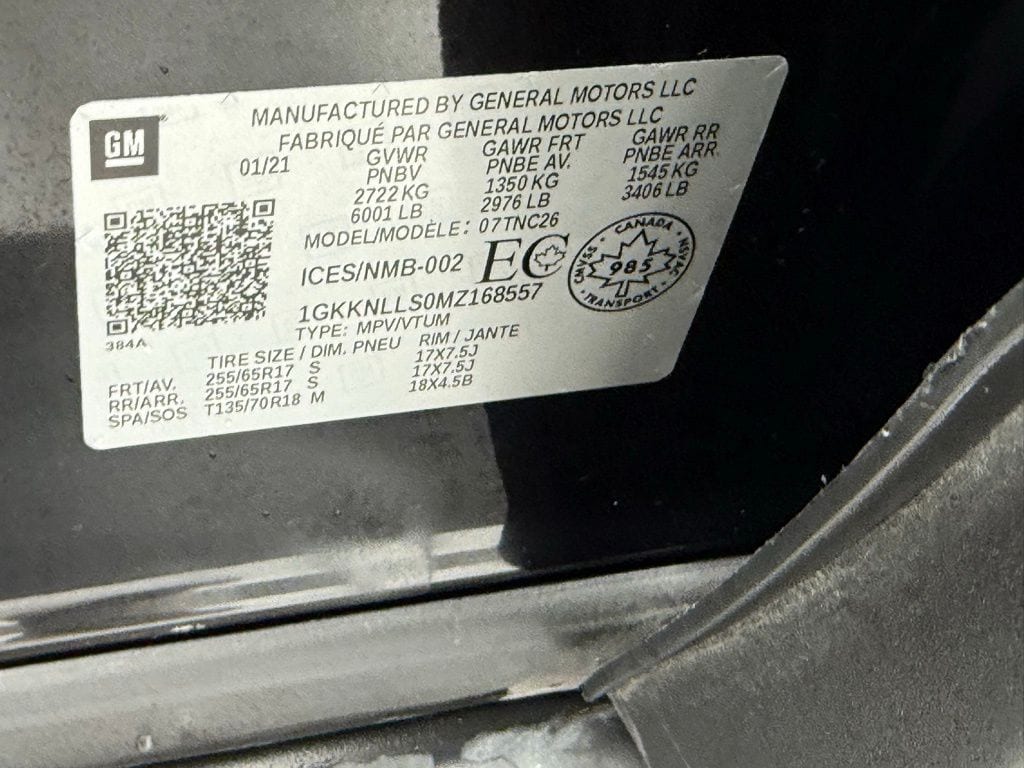 GM
MANUFACTURED BY GENERAL MOTORS LLC
FABRIQUÉ PAR GENERAL MOTORS LLC
01/21 GVWR GAWR FRT GAWR RR
PNBV PNBE AV. PNBE ARR.
2722 KG 1350 KG 1545 KG
6001 LB 2976 LB 3406 LB
MODEL/MODÈLE: 07TNC26
ICES/NMB-002 EC
CANADA
CMVSS 985 NSVAC
TRANSPORT
1GKKNLLS0MZ168557
TYPE: MPV/VTUM
384A
TIRE SIZE / DIM. PNEU RIM / JANTE
FRT/AV. 255/65R17 S 17X7.5J
RR/ARR. 255/65R17 S 17X7.5J
SPA/SOS T135/70R18 M 18X4.5B